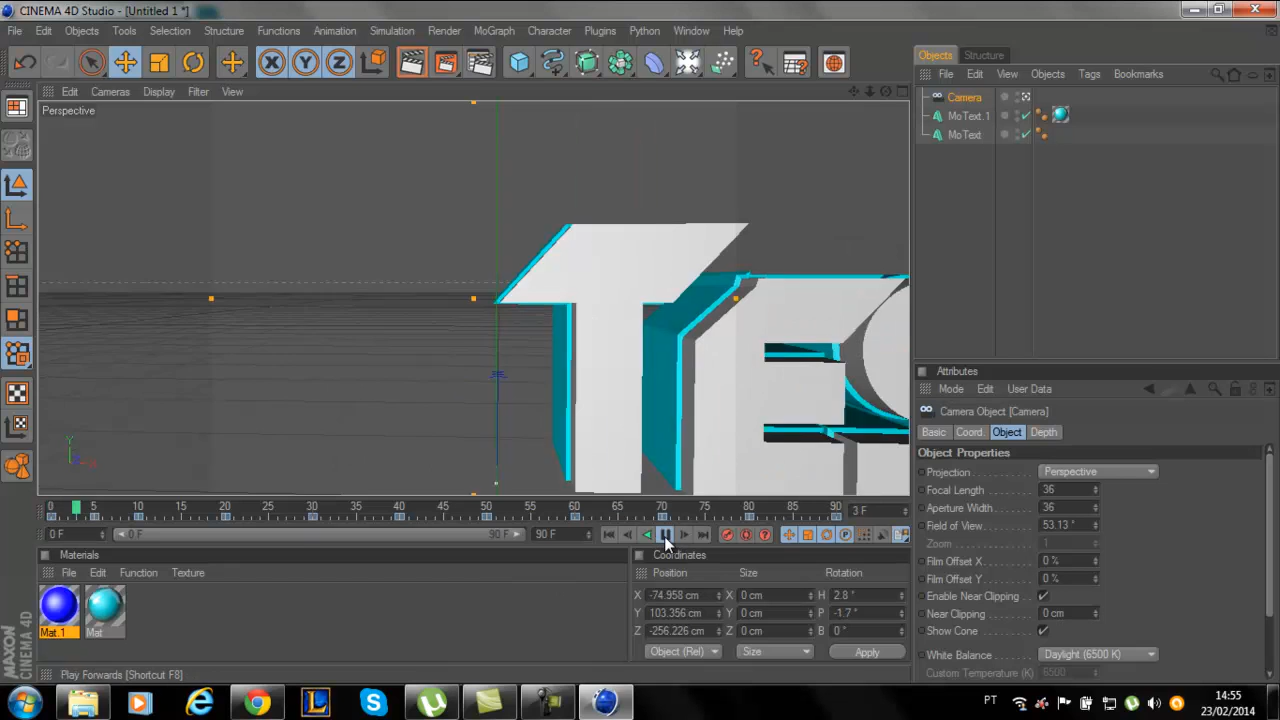 CINEMA 4D Studio - [Untitled 1 *]
File Edit Objects Tools Selection Structure Functions Animation Simulation Render MoGraph Character Plugins Python Window Help
Edit Cameras Display Filter View
Perspective
Y
TE
Objects Structure
File Edit View Objects Tags Bookmarks
Camera
MoText.1
MoText
Attributes
Mode Edit User Data
Camera Object [Camera]
Basic Coord. Object Depth
Object Properties
Projection Perspective
Focal Length 36
Aperture Width 36
Field of View 53.13 °
Zoom 1
Film Offset X 0 %
Film Offset Y 0 %
Enable Near Clipping
Near Clipping 0 cm
Show Cone
White Balance Daylight (6500 K)
Custom Temperature (K) 6500
0 5 10 15 20 25 30 35 40 45 50 55 60 65 70 75 80 85 90 3 F
0 F 0 F 90 F 90 F
Materials
File Edit Function Texture
Mat.1 Mat
Coordinates
Position Size Rotation
X -74.958 cm X 0 cm H 2.8 °
Y 103.356 cm Y 0 cm P -1.7 °
Z -256.226 cm Z 0 cm B 0 °
Object (Rel) Size Apply
MAXON
CINEMA 4D
Play Forwards [Shortcut F8]
PT
14:55
23/02/2014